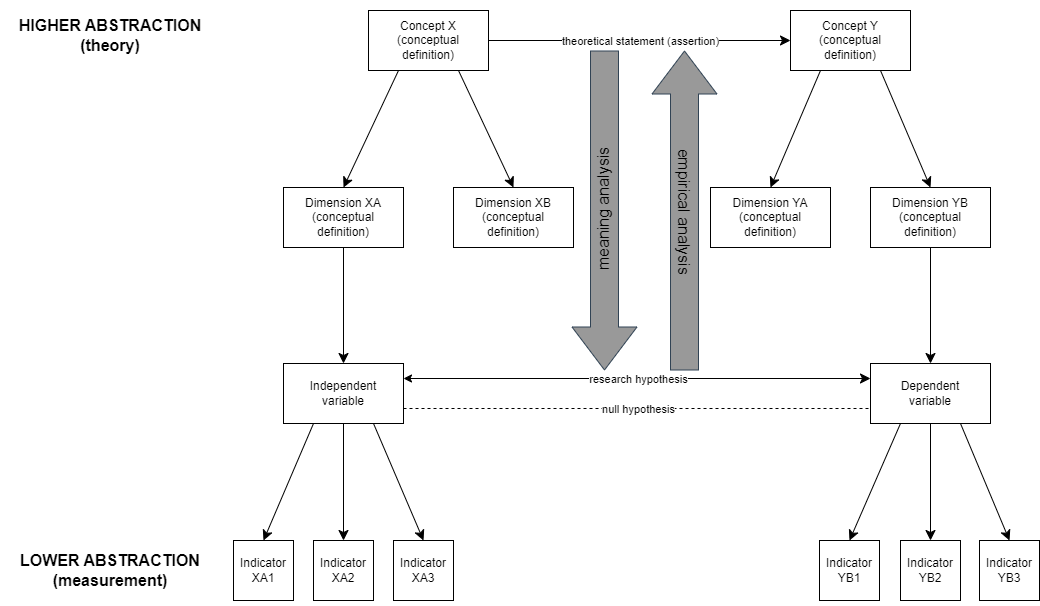 HIGHER ABSTRACTION
(theory)
Concept X
(conceptual
definition)
theoretical statement (assertion)
Concept Y
(conceptual
definition)
meaning analysis
empirical analysis
Dimension XA
(conceptual
definition)
Dimension XB
(conceptual
definition)
Dimension YA
(conceptual
definition)
Dimension YB
(conceptual
definition)
Independent
variable
research hypothesis
null hypothesis
Dependent
variable
LOWER ABSTRACTION
(measurement)
Indicator
XA1
Indicator
XA2
Indicator
XA3
Indicator
YB1
Indicator
YB2
Indicator
YB3